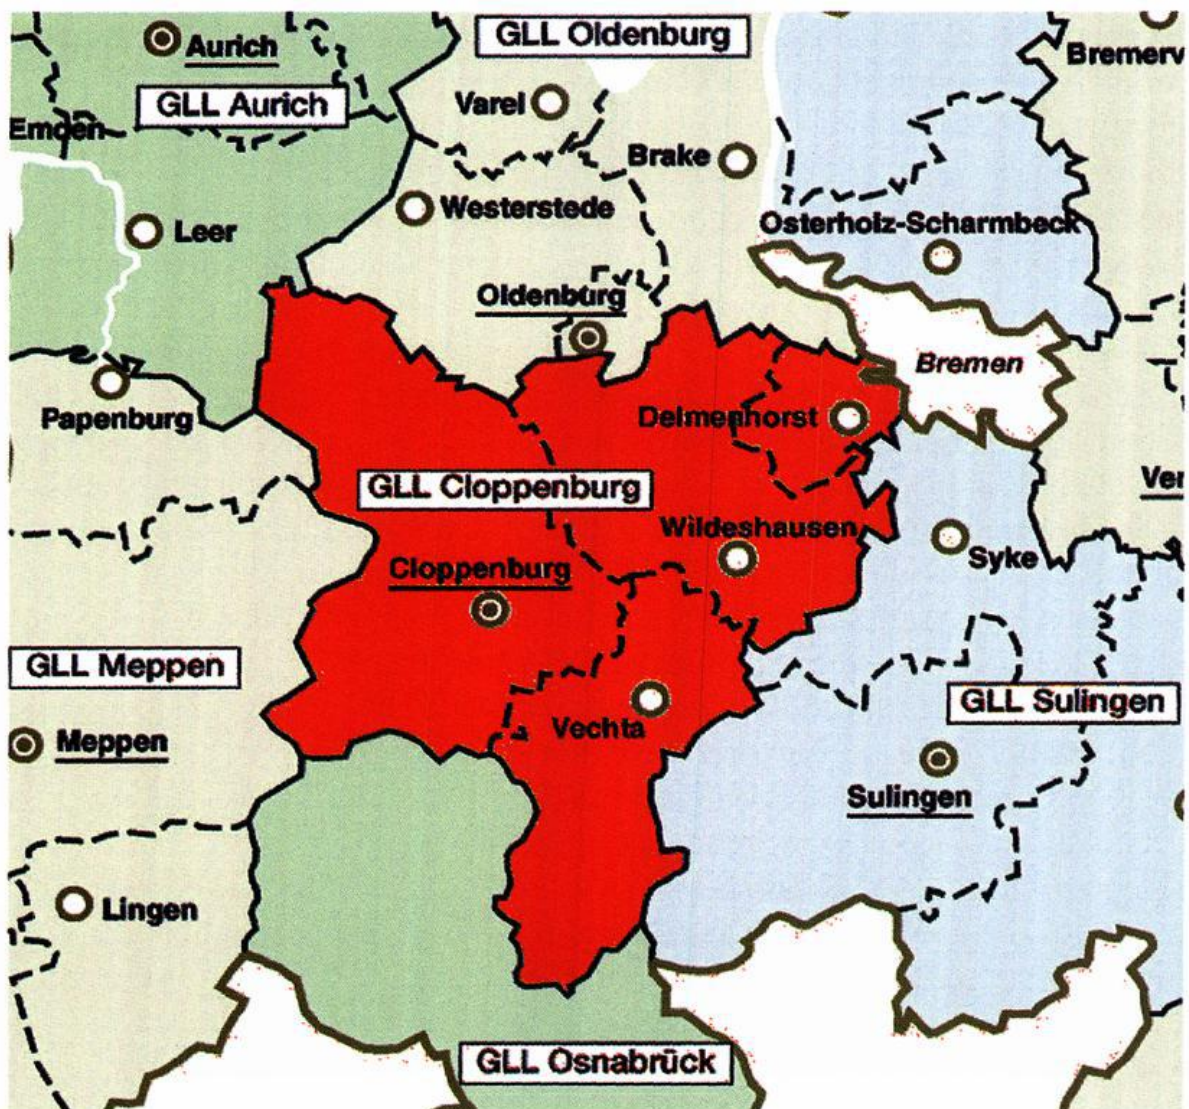 GLL Oldenburg
Aurich
Bremerv
GLL Aurich
Varel
Emden
Brake
Westerstede
Leer
Osterholz-Scharmbeck
Oldenburg
Bremen
Papenburg
Delmenhorst
GLL Cloppenburg
Ver
Wildeshausen
Syke
Cloppenburg
GLL Meppen
GLL Sulingen
Vechta
Meppen
Sulingen
Lingen
GLL Osnabrück